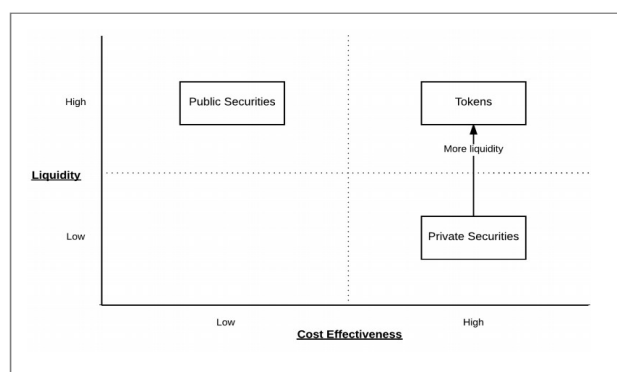 High
Public Securities
Tokens
More liquidity
Liquidity
Low
Private Securities
Low
High
Cost Effectiveness